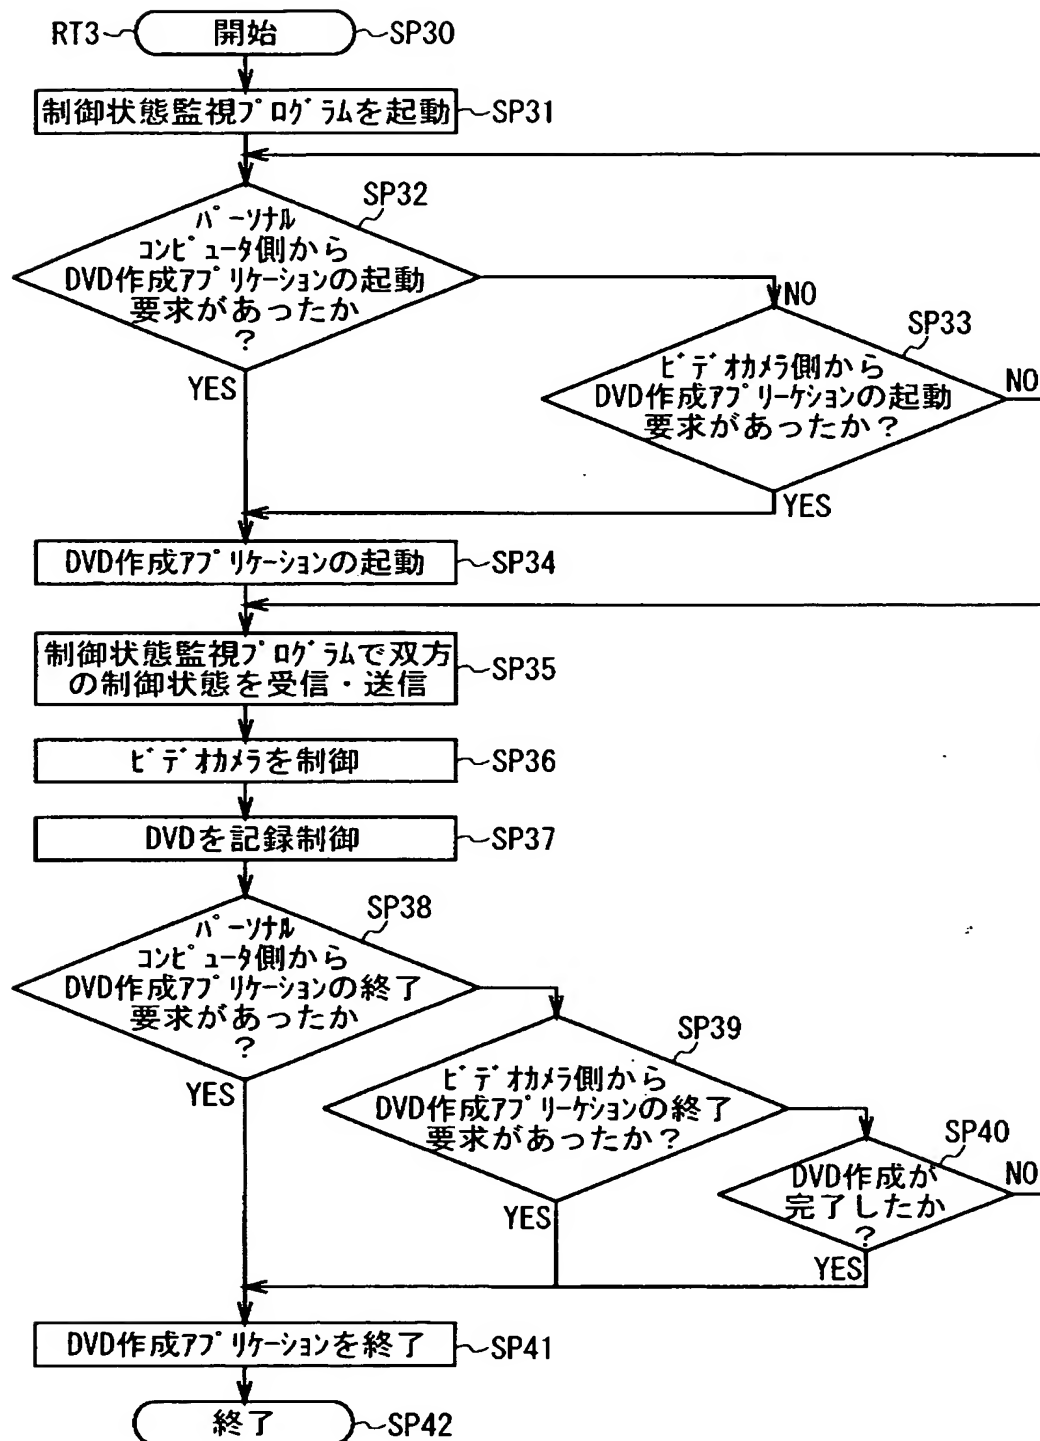 RT3 開始 SP30
制御状態監視プログラムを起動 SP31
SP32
パーソナル
コンピュータ側から
DVD作成アプリケーションの起動
要求があったか
?
NO
YES
SP33
ビデオカメラ側から
DVD作成アプリーケションの起動
要求があったか?
NO
YES
DVD作成アプリケーションの起動 SP34
制御状態監視プログラムで双方
の制御状態を受信・送信
SP35
ビデオカメラを制御 SP36
DVDを記録制御 SP37
SP38
パーソナル
コンピュータ側から
DVD作成アプリケーションの終了
要求があったか
?
YES
SP39
ビデオカメラ側から
DVD作成アプリーケションの終了
要求があったか?
YES
SP40
DVD作成が
完了したか
?
NO
YES
DVD作成アプリケーションを終了 SP41
終了 SP42